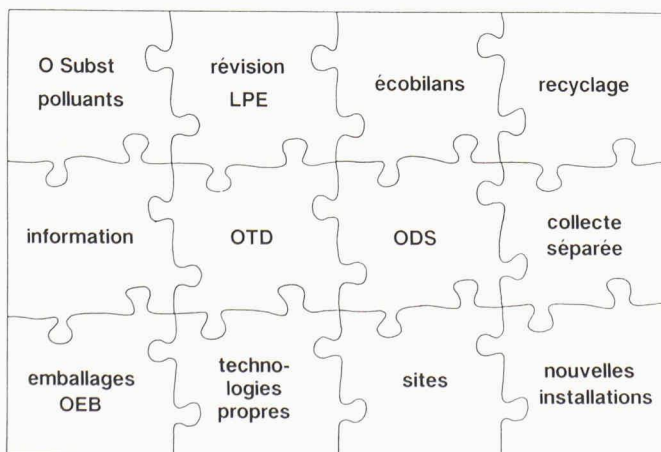 O Subst
polluants
révision
LPE
écobilans
recyclage
information
OTD
ODS
collecte
séparée
emballages
OEB
techno-
logies
propres
sites
nouvelles
installations